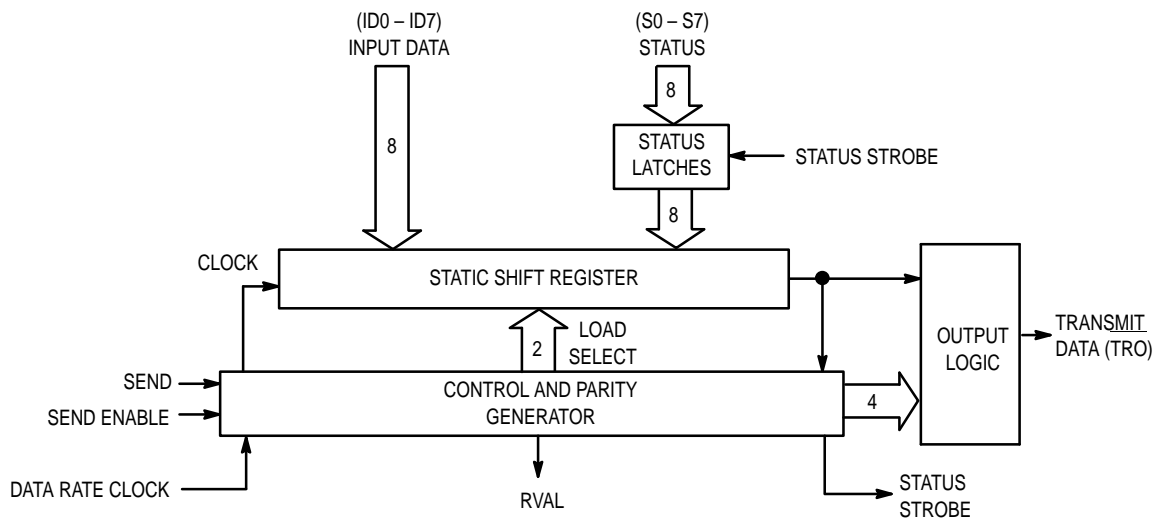 (ID0 – ID7)
INPUT DATA
(S0 – S7)
STATUS
8
8
STATUS
LATCHES
STATUS STROBE
8
CLOCK
STATIC SHIFT REGISTER
2
LOAD
SELECT
OUTPUT
LOGIC
TRANSMIT
DATA (TRO)
SEND
SEND ENABLE
CONTROL AND PARITY
GENERATOR
4
DATA RATE CLOCK
RVAL
STATUS
STROBE